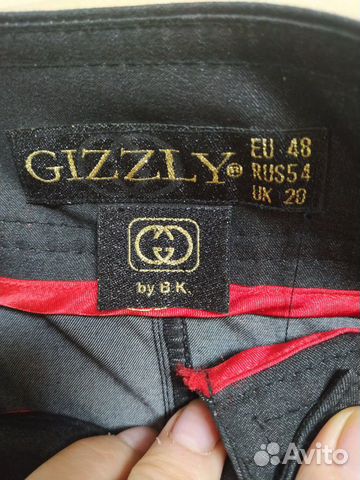 GIZZLY®
EU 48
RUS54
UK 20
by B.K.
Avito